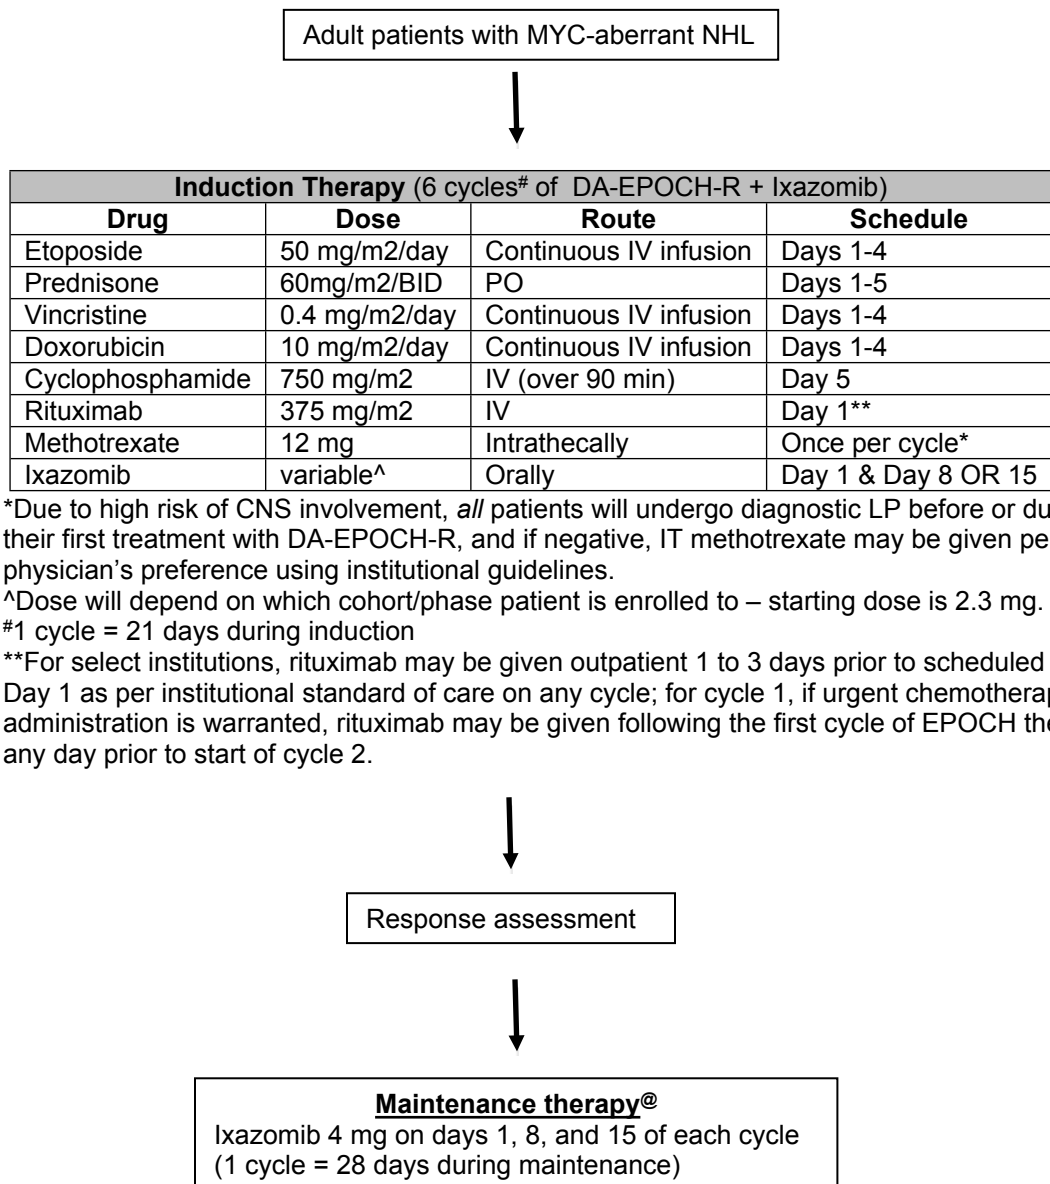 Adult patients with MYC-aberrant NHL
Induction Therapy (6 cycles# of DA-EPOCH-R + Ixazomib)
Drug Dose Route Schedule
Etoposide 50 mg/m2/day Continuous IV infusion Days 1-4
Prednisone 60mg/m2/BID PO Days 1-5
Vincristine 0.4 mg/m2/day Continuous IV infusion Days 1-4
Doxorubicin 10 mg/m2/day Continuous IV infusion Days 1-4
Cyclophosphamide 750 mg/m2 IV (over 90 min) Day 5
Rituximab 375 mg/m2 IV Day 1**
Methotrexate 12 mg Intrathecally Once per cycle*
Ixazomib variable^ Orally Day 1 & Day 8 OR 15
*Due to high risk of CNS involvement, all patients will undergo diagnostic LP before or du
their first treatment with DA-EPOCH-R, and if negative, IT methotrexate may be given pe
physician's preference using institutional guidelines.
^Dose will depend on which cohort/phase patient is enrolled to – starting dose is 2.3 mg.
#1 cycle = 21 days during induction
**For select institutions, rituximab may be given outpatient 1 to 3 days prior to scheduled
Day 1 as per institutional standard of care on any cycle; for cycle 1, if urgent chemotherap
administration is warranted, rituximab may be given following the first cycle of EPOCH the
any day prior to start of cycle 2.
Response assessment
Maintenance therapy@
Ixazomib 4 mg on days 1, 8, and 15 of each cycle
(1 cycle = 28 days during maintenance)